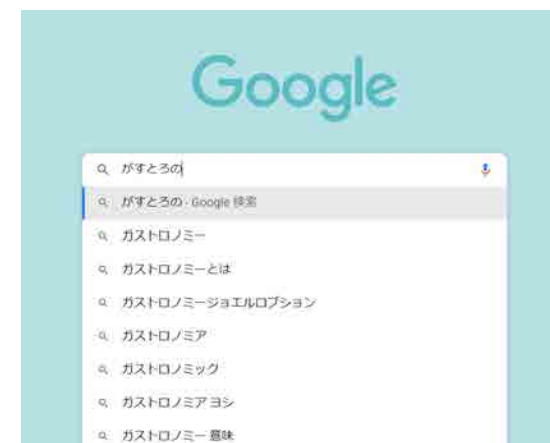 Google
がすとろの
がすとろの - Google 検索
ガストロノミー
ガストロノミーとは
ガストロノミージョエルロブション
ガストロノミア
ガストロノミック
ガストロノミア ヨシ
ガストロノミー 意味